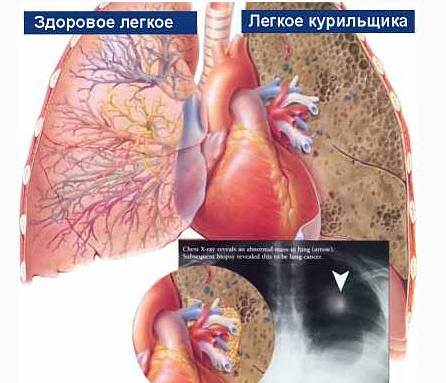 Здоровое легкое
Легкое курильщика
Chest X-ray reveals an abnormal mass in lung (arrow).
Subsequent biopsy revealed this to be lung cancer.